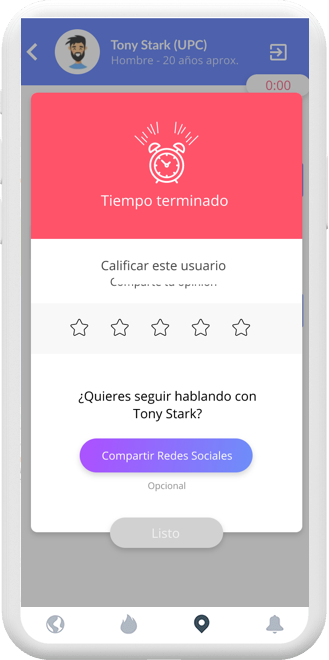 Tony Stark (UPC)
Hombre - 20 años aprox.
0:00
Tiempo terminado
Calificar este usuario
Comparte tu opinión
¿Quieres seguir hablando con
Tony Stark?
Compartir Redes Sociales
Opcional
Listo